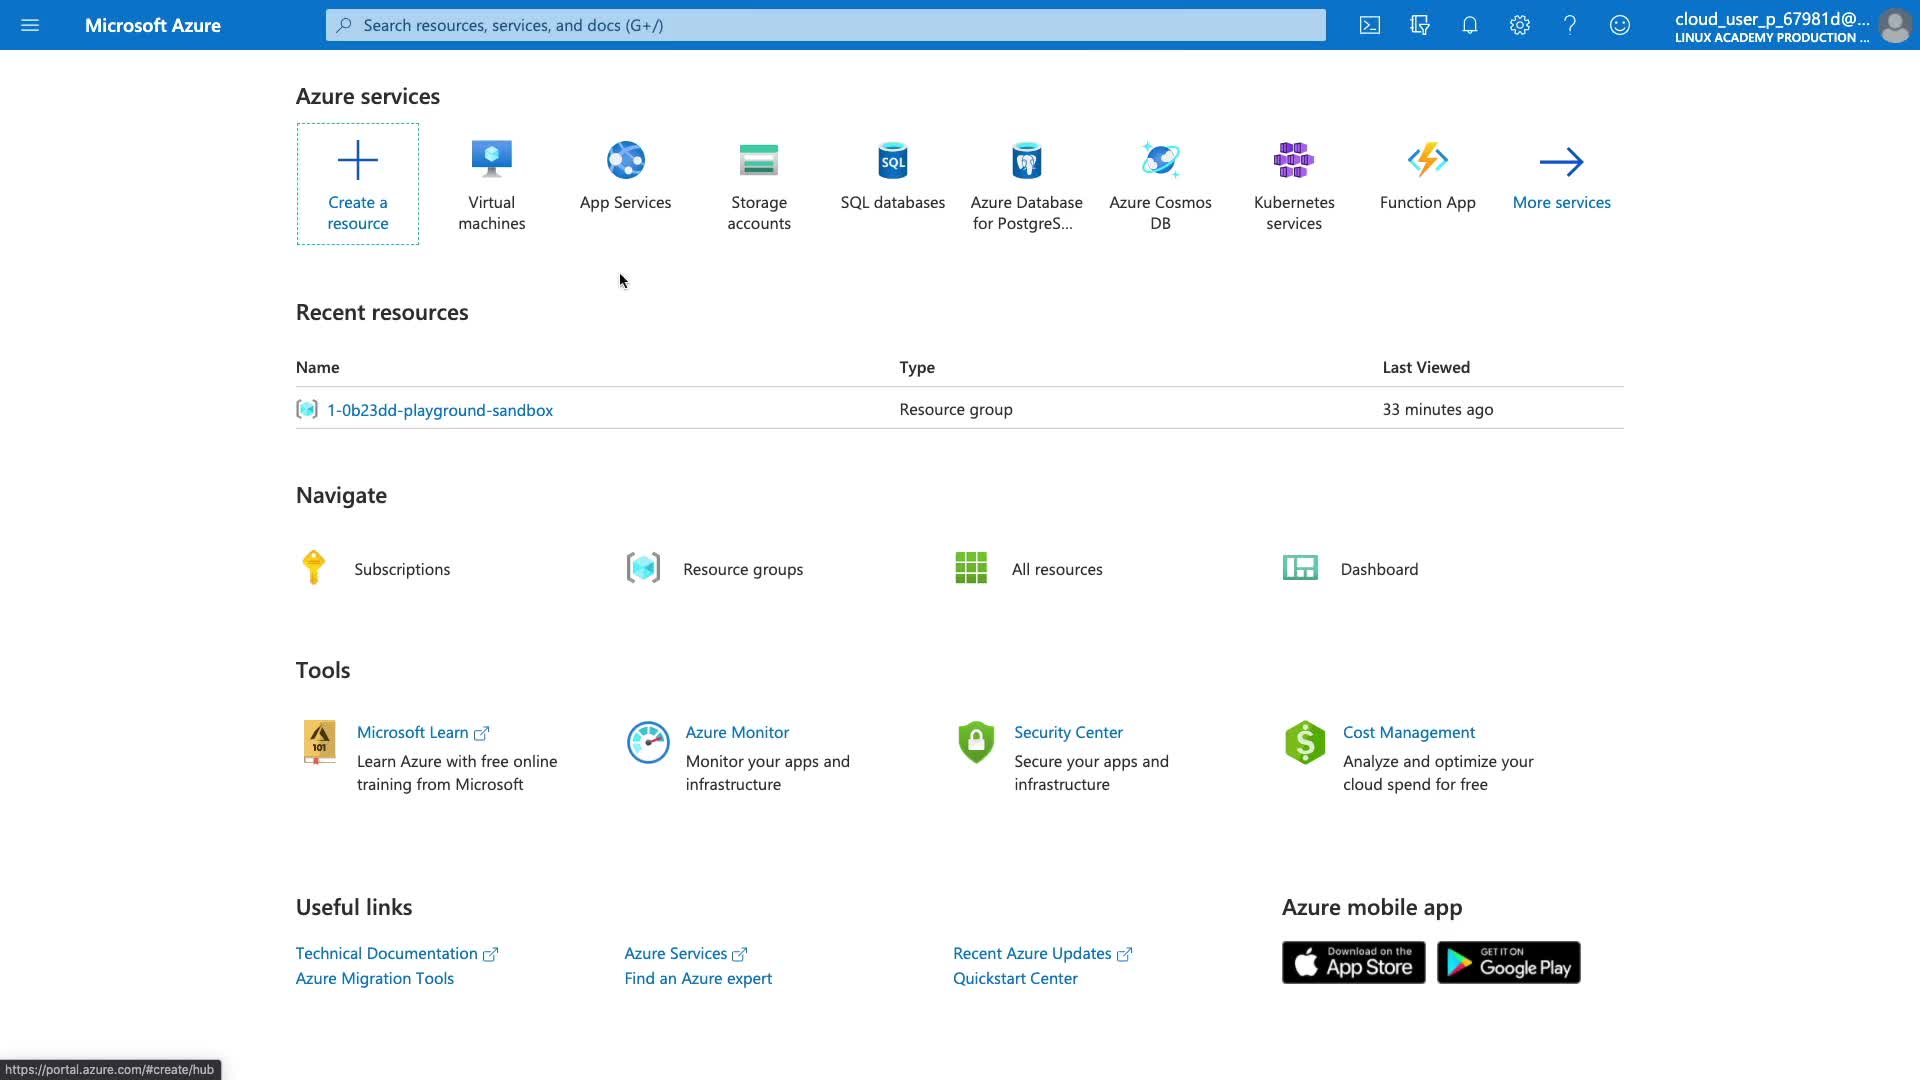 Microsoft Azure
Search resources, services, and docs (G+/)
cloud_user_p_67981d@...
LINUX ACADEMY PRODUCTION ...
Azure services
Create a
resource
Virtual
machines
App Services
Storage
accounts
SQL
SQL databases
Azure Database
for PostgreS...
Azure Cosmos
DB
Kubernetes
services
Function App
More services
Recent resources
Name Type Last Viewed
1-0b23dd-playground-sandbox Resource group 33 minutes ago
Navigate
Subscriptions Resource groups All resources Dashboard
Tools
101
Microsoft Learn
Learn Azure with free online
training from Microsoft
Azure Monitor
Monitor your apps and
infrastructure
Security Center
Secure your apps and
infrastructure
Cost Management
Analyze and optimize your
cloud spend for free
Useful links
Technical Documentation
Azure Migration Tools
Azure Services
Find an Azure expert
Recent Azure Updates
Quickstart Center
Azure mobile app
Download on the
App Store
GET IT ON
Google Play
https://portal.azure.com/#create/hub